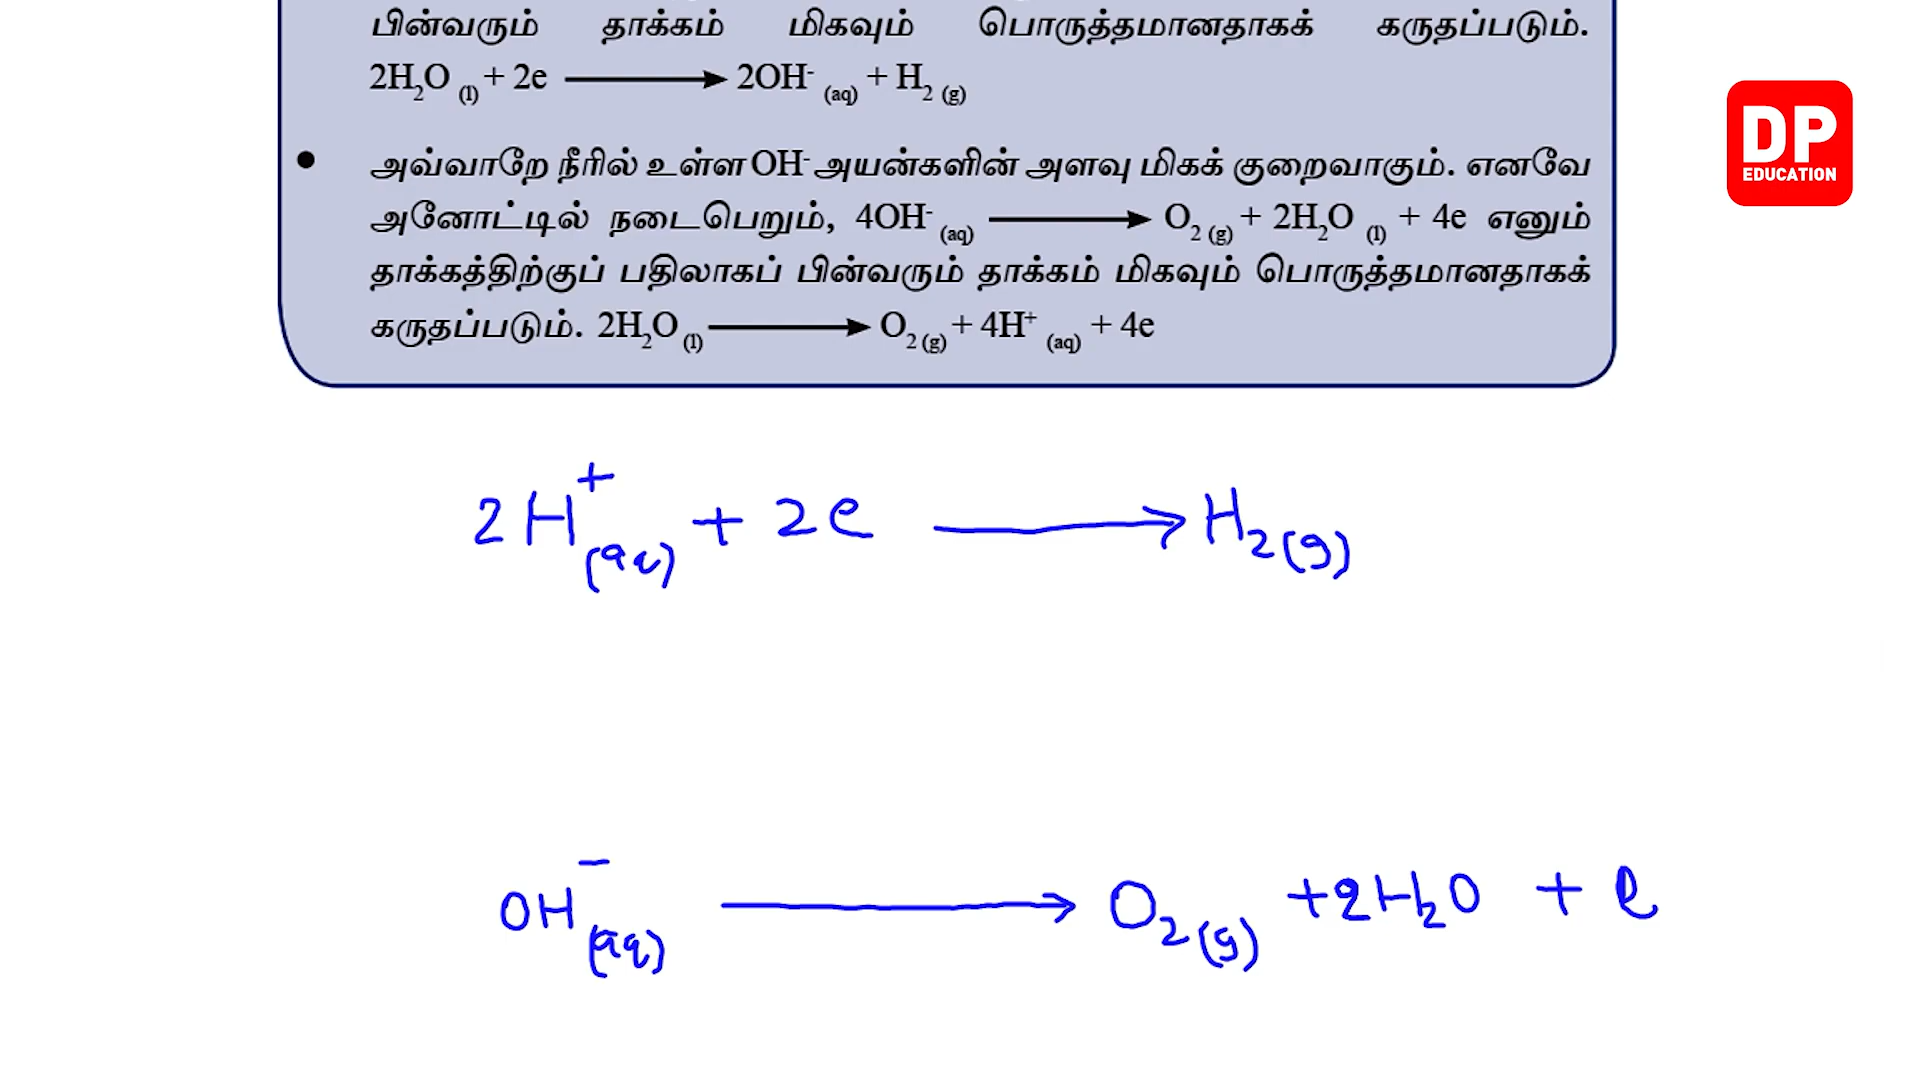 பின்வரும் தாக்கம் மிகவும் பொருத்தமானதாகக் கருதப்படும்.
2H₂O (l) + 2e ⟶ 2OH⁻ (aq) + H₂ (g)
DP
EDUCATION
• அவ்வாறே நீரில் உள்ள OH⁻ அயன்களின் அளவு மிகக் குறைவாகும். எனவே
அனோட்டில் நடைபெறும், 4OH⁻ (aq) ⟶ O₂ (g) + 2H₂O (l) + 4e எனும்
தாக்கத்திற்குப் பதிலாகப் பின்வரும் தாக்கம் மிகவும் பொருத்தமானதாகக்
கருதப்படும். 2H₂O (l) ⟶ O₂ (g) + 4H⁺ (aq) + 4e
2H⁺(aq) + 2e ⟶ H₂(g)
OH⁻(aq) ⟶ O₂(g) + 2H₂O + e